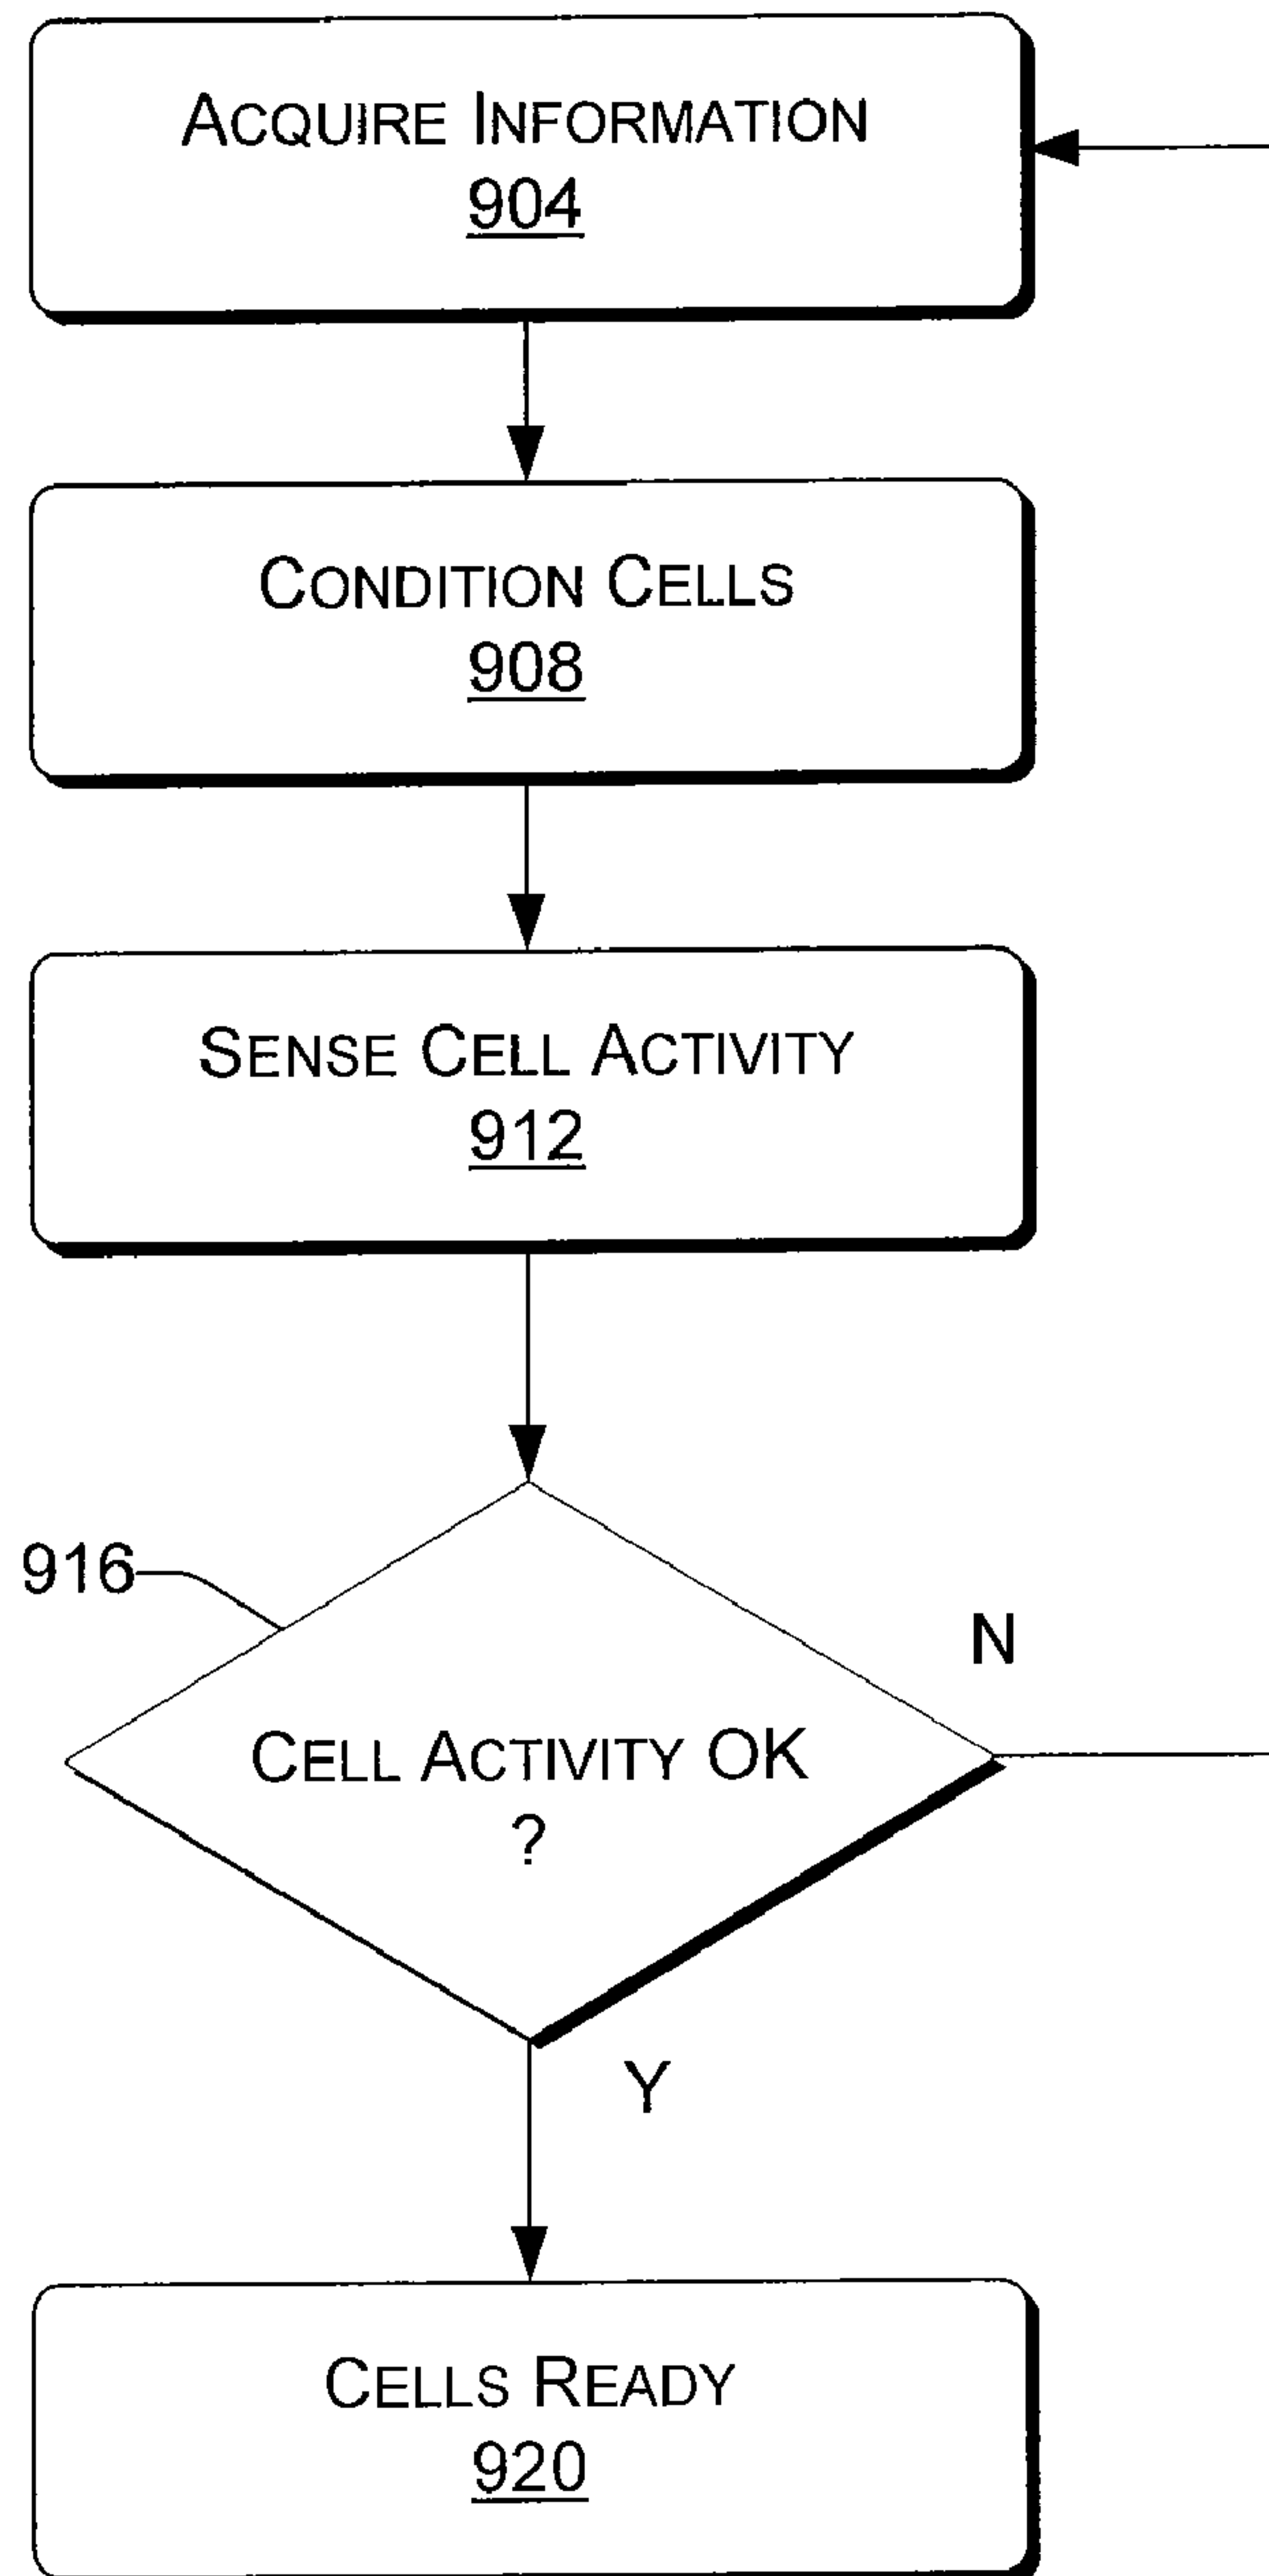 ACQUIRE INFORMATION
904
CONDITION CELLS
908
SENSE CELL ACTIVITY
912
916
N
CELL ACTIVITY OK
?
Y
CELLS READY
920